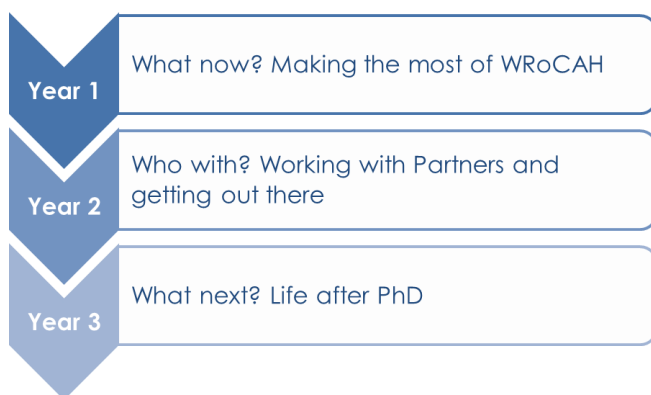 Year 1
What now? Making the most of WRoCAH
Year 2
Who with? Working with Partners and
getting out there
Year 3
What next? Life after PhD